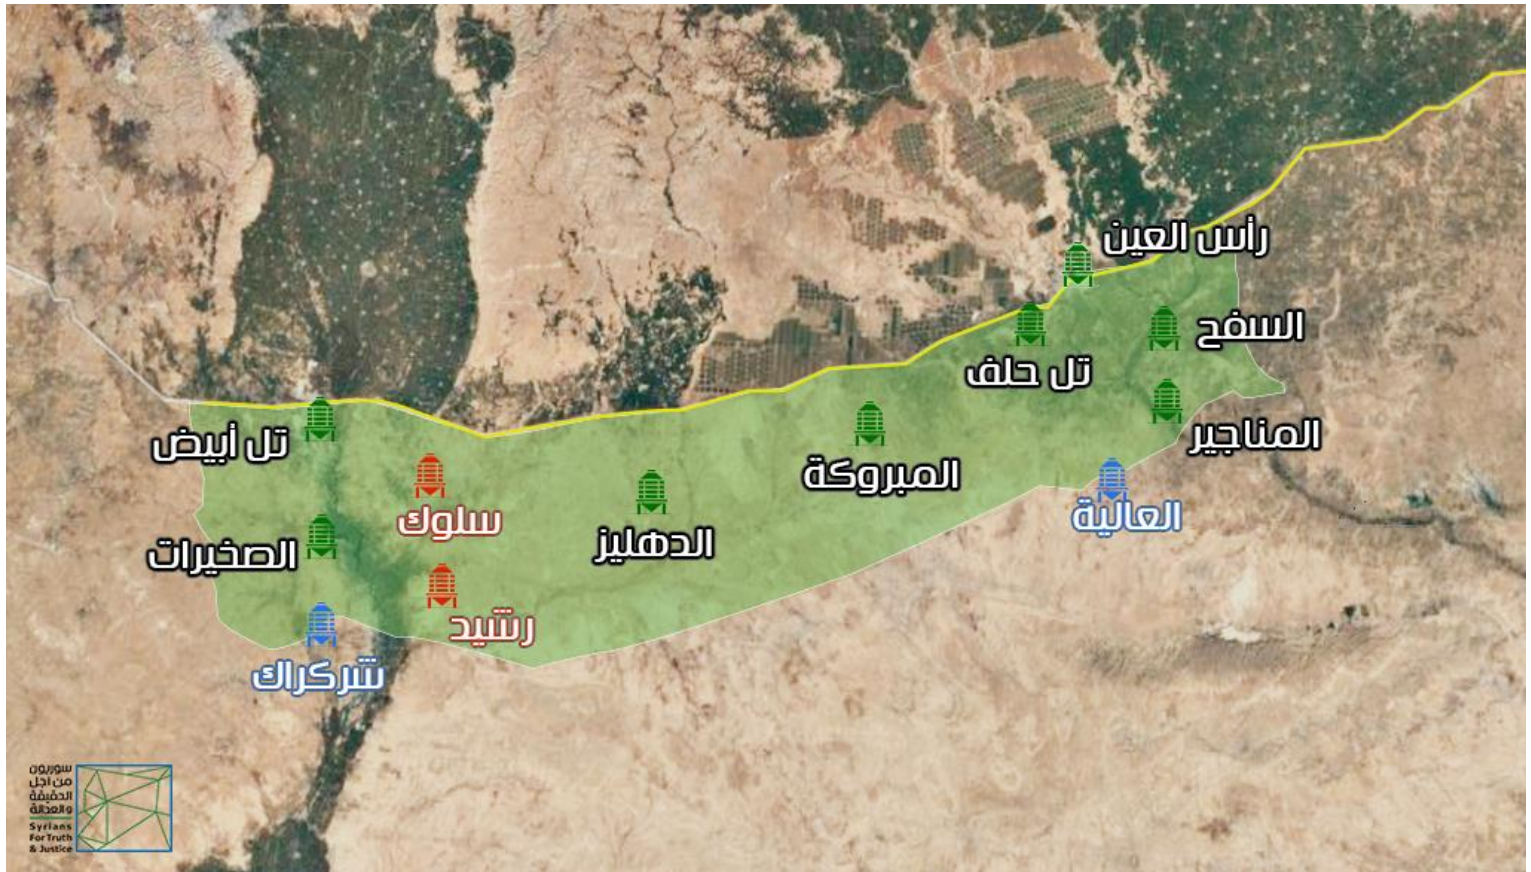 رأس العين
السفح
تل حلف
المناجير
تل أبيض
المبروكة
سلوك
العالية
الصخيرات
الدهليز
رشيد
شركراك
سوريون
من أجل
الحقيقة
والعدالة
Syrians
For Truth
& Justice